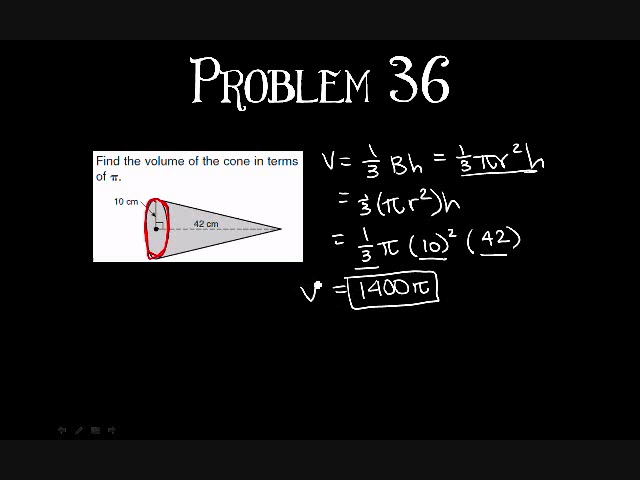 PROBLEM 36
Find the volume of the cone in terms
of π.
10 cm
42 cm
V = 1/3 Bh = 1/3 πr²h
= 1/3 (πr²)h
= 1/3 π (10)² (42)
V = 1400π